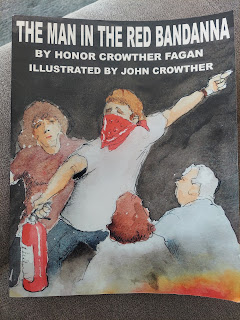 THE MAN IN THE RED BANDANNA
BY HONOR CROWTHER FAGAN
ILLUSTRATED BY JOHN CROWTHER